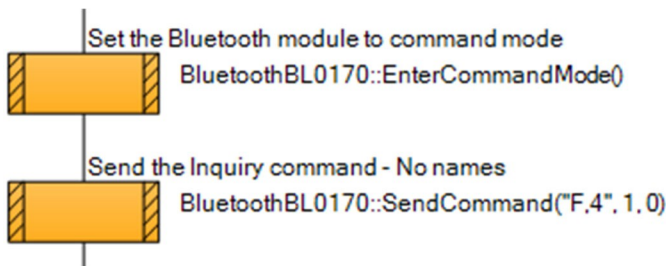 Set the Bluetooth module to command mode
BluetoothBL0170::EnterCommandMode()
Send the Inquiry command - No names
BluetoothBL0170::SendCommand("F,4", 1, 0)